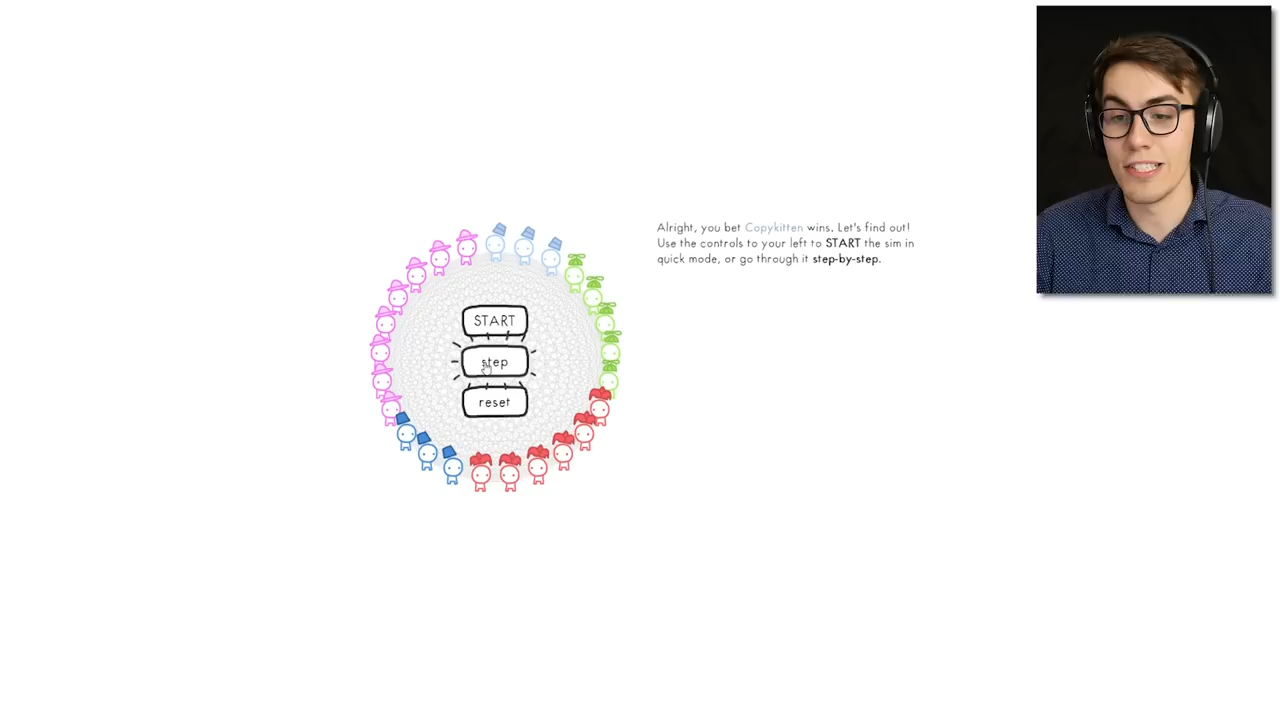 Alright, you bet Copykitten wins. Let's find out!
Use the controls to your left to START the sim in
quick mode, or go through it step-by-step.
START
step
reset